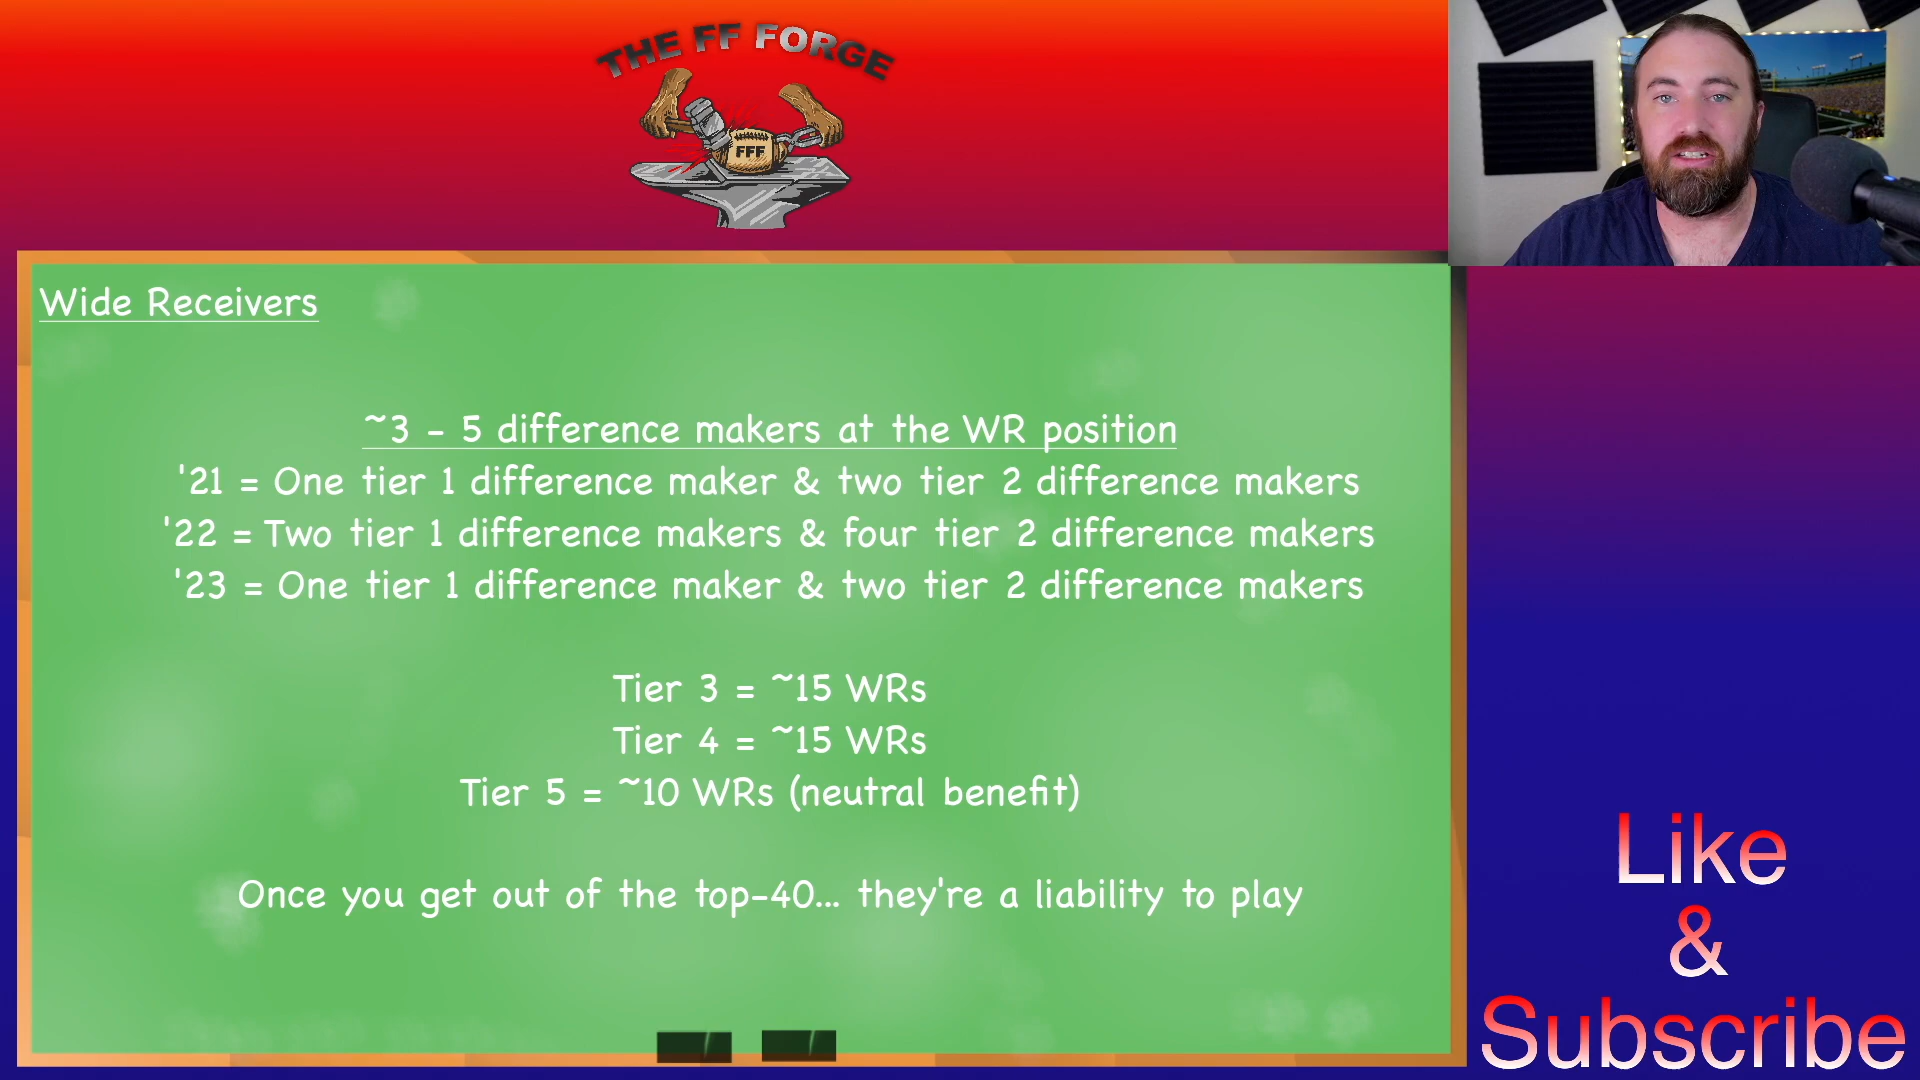 THE FF FORGE
FFF
Wide Receivers
~3 - 5 difference makers at the WR position
'21 = One tier 1 difference maker & two tier 2 difference makers
'22 = Two tier 1 difference makers & four tier 2 difference makers
'23 = One tier 1 difference maker & two tier 2 difference makers
Tier 3 = ~15 WRs
Tier 4 = ~15 WRs
Tier 5 = ~10 WRs (neutral benefit)
Once you get out of the top-40... they're a liability to play
Like
&
Subscribe